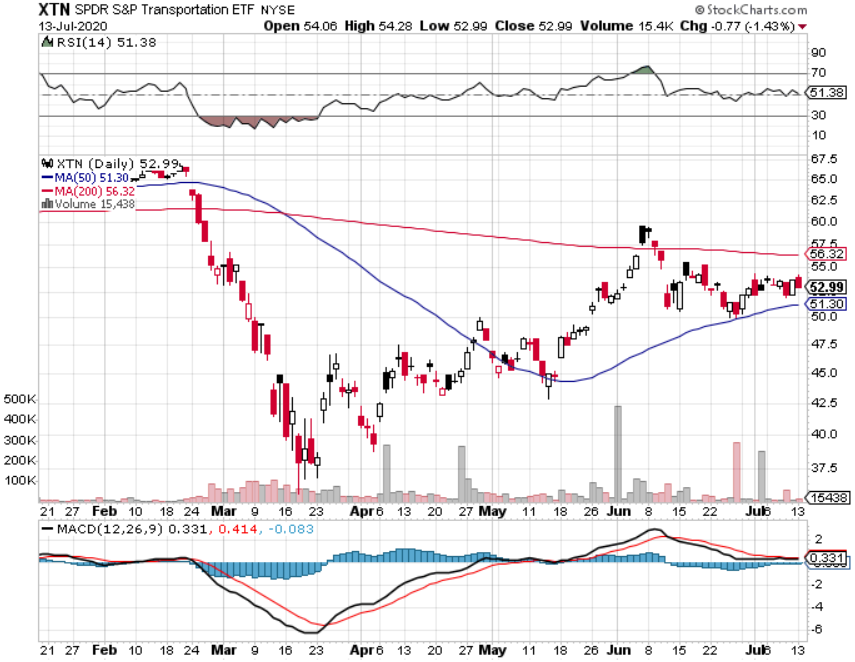 XTN SPDR S&P Transportation ETF NYSE © StockCharts.com
13-Jul-2020 Open 54.06 High 54.28 Low 52.99 Close 52.99 Volume 15.4K Chg -0.77 (-1.43%)
RSI(14) 51.38
90
70
51.38
30
10
XTN (Daily) 52.99
MA(50) 51.30
MA(200) 56.32
Volume 15,438
67.5
65.0
62.5
60.0
57.5
56.32
55.0
52.99
51.30
50.0
47.5
45.0
42.5
40.0
37.5
500K
400K
300K
200K
100K
15438
21 27 Feb 10 18 24 Mar 9 16 23 Apr 6 13 20 27 May 11 18 26 Jun 8 15 22 Jul 6 13
MACD(12,26,9) 0.331, 0.414, -0.083
2
0.331
-2
-4
-6
21 27 Feb 10 18 24 Mar 9 16 23 Apr 6 13 20 27 May 11 18 26 Jun 8 15 22 Jul 6 13